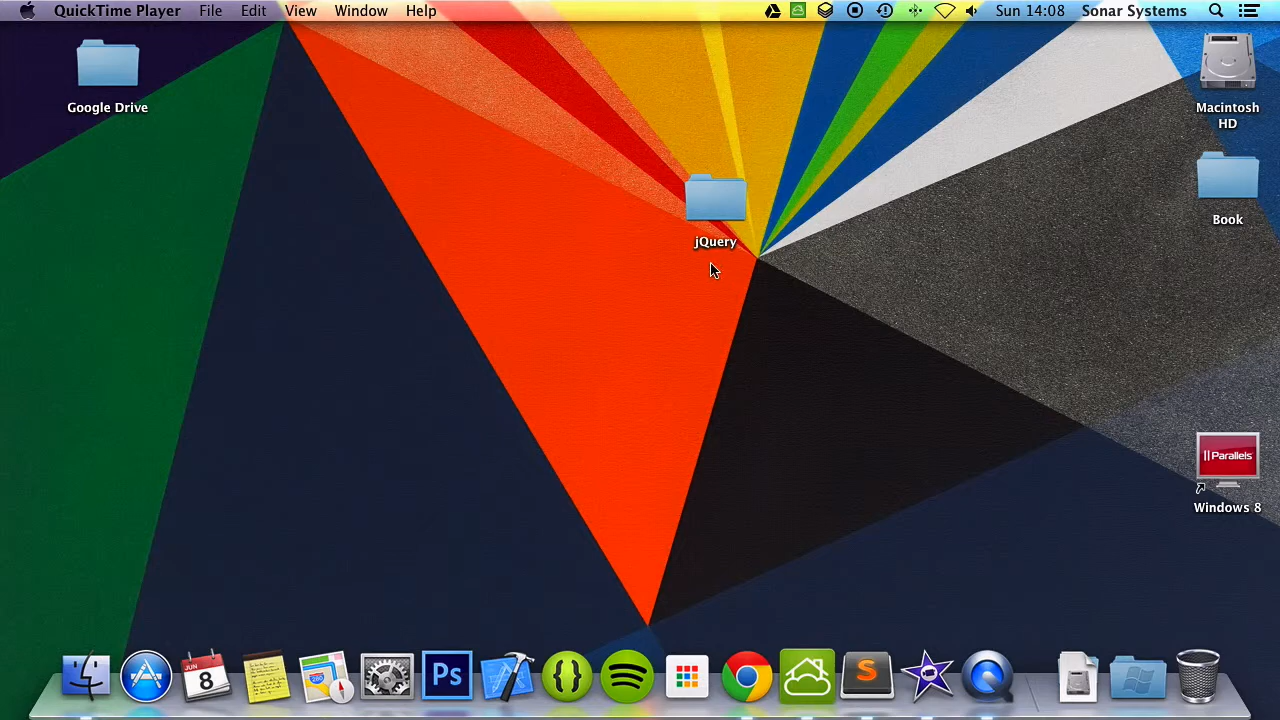 QuickTime Player File Edit View Window Help Sun 14:08 Sonar Systems
Google Drive
Macintosh
HD
jQuery
Book
Parallels
Windows 8
JUN
8
Ps
S